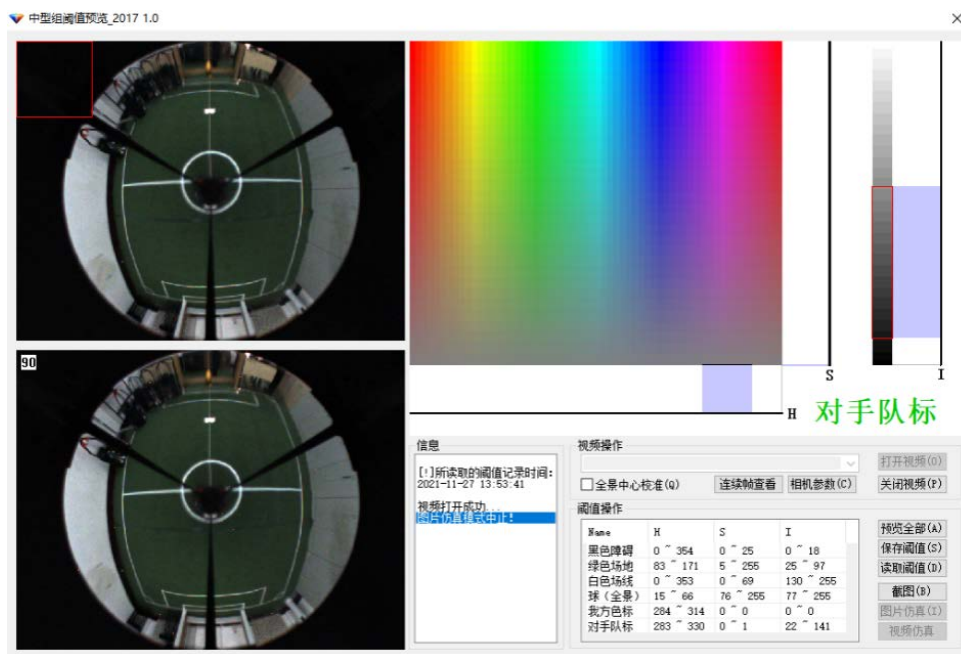 中型组阈值预览_2017 1.0
90
S
I
H
对手队标
信息
[!]所读取的阈值记录时间:
2021-11-27 13:53:41
视频打开成功...
图片仿真模式中止!
视频操作
打开视频(O)
全景中心校准(Q)
连续帧查看
相机参数(C)
关闭视频(P)
阈值操作
Name H S I
黑色障碍 0 ~ 354 0 ~ 25 0 ~ 18
绿色场地 83 ~ 171 5 ~ 255 25 ~ 97
白色场线 0 ~ 353 0 ~ 69 130 ~ 255
球（全景） 15 ~ 66 76 ~ 255 77 ~ 255
我方色标 284 ~ 314 0 ~ 0 0 ~ 0
对手队标 283 ~ 330 0 ~ 1 22 ~ 141
预览全部(A)
保存阈值(S)
读取阈值(D)
截图(B)
图片仿真(I)
视频仿真